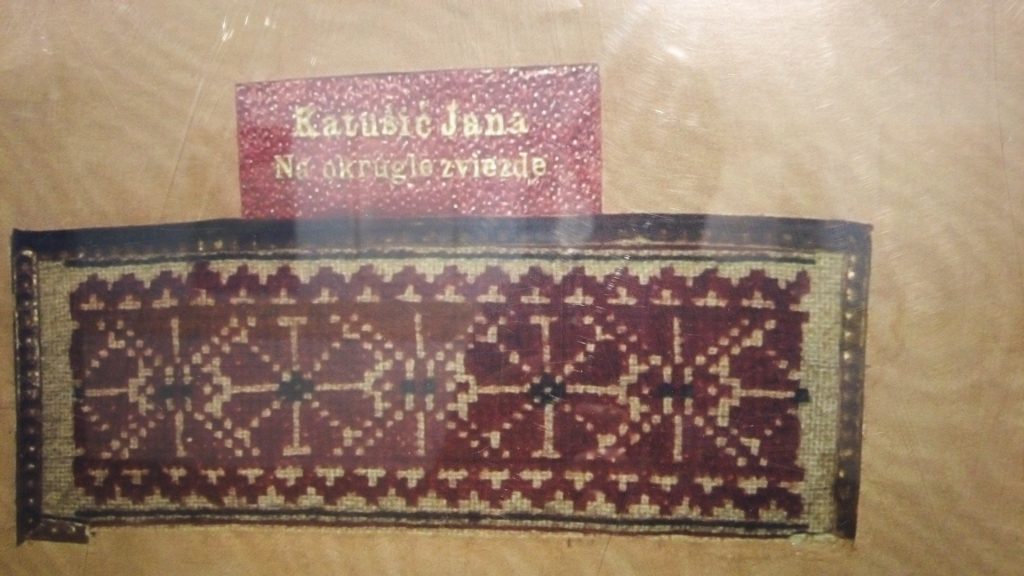 Katušić Jana
Na okrugle zviezde